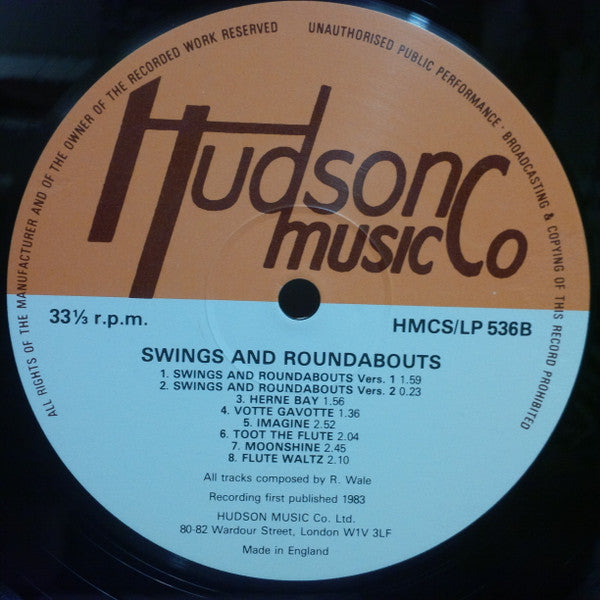 ALL RIGHTS OF THE MANUFACTURER AND OF THE OWNER OF THE RECORDED WORK RESERVED
UNAUTHORISED PUBLIC PERFORMANCE · BROADCASTING & COPYING OF THIS RECORD PROHIBITED
Hudson
music Co
33⅓ r.p.m.
HMCS/LP 536B
SWINGS AND ROUNDABOUTS
1. SWINGS AND ROUNDABOUTS Vers. 1 1.59
2. SWINGS AND ROUNDABOUTS Vers. 2 0.23
3. HERNE BAY 1.56
4. VOTTE GAVOTTE 1.36
5. IMAGINE 2.52
6. TOOT THE FLUTE 2.04
7. MOONSHINE 2.45
8. FLUTE WALTZ 2.10
All tracks composed by R. Wale
Recording first published 1983
HUDSON MUSIC Co. Ltd.
80-82 Wardour Street, London W1V 3LF
Made in England